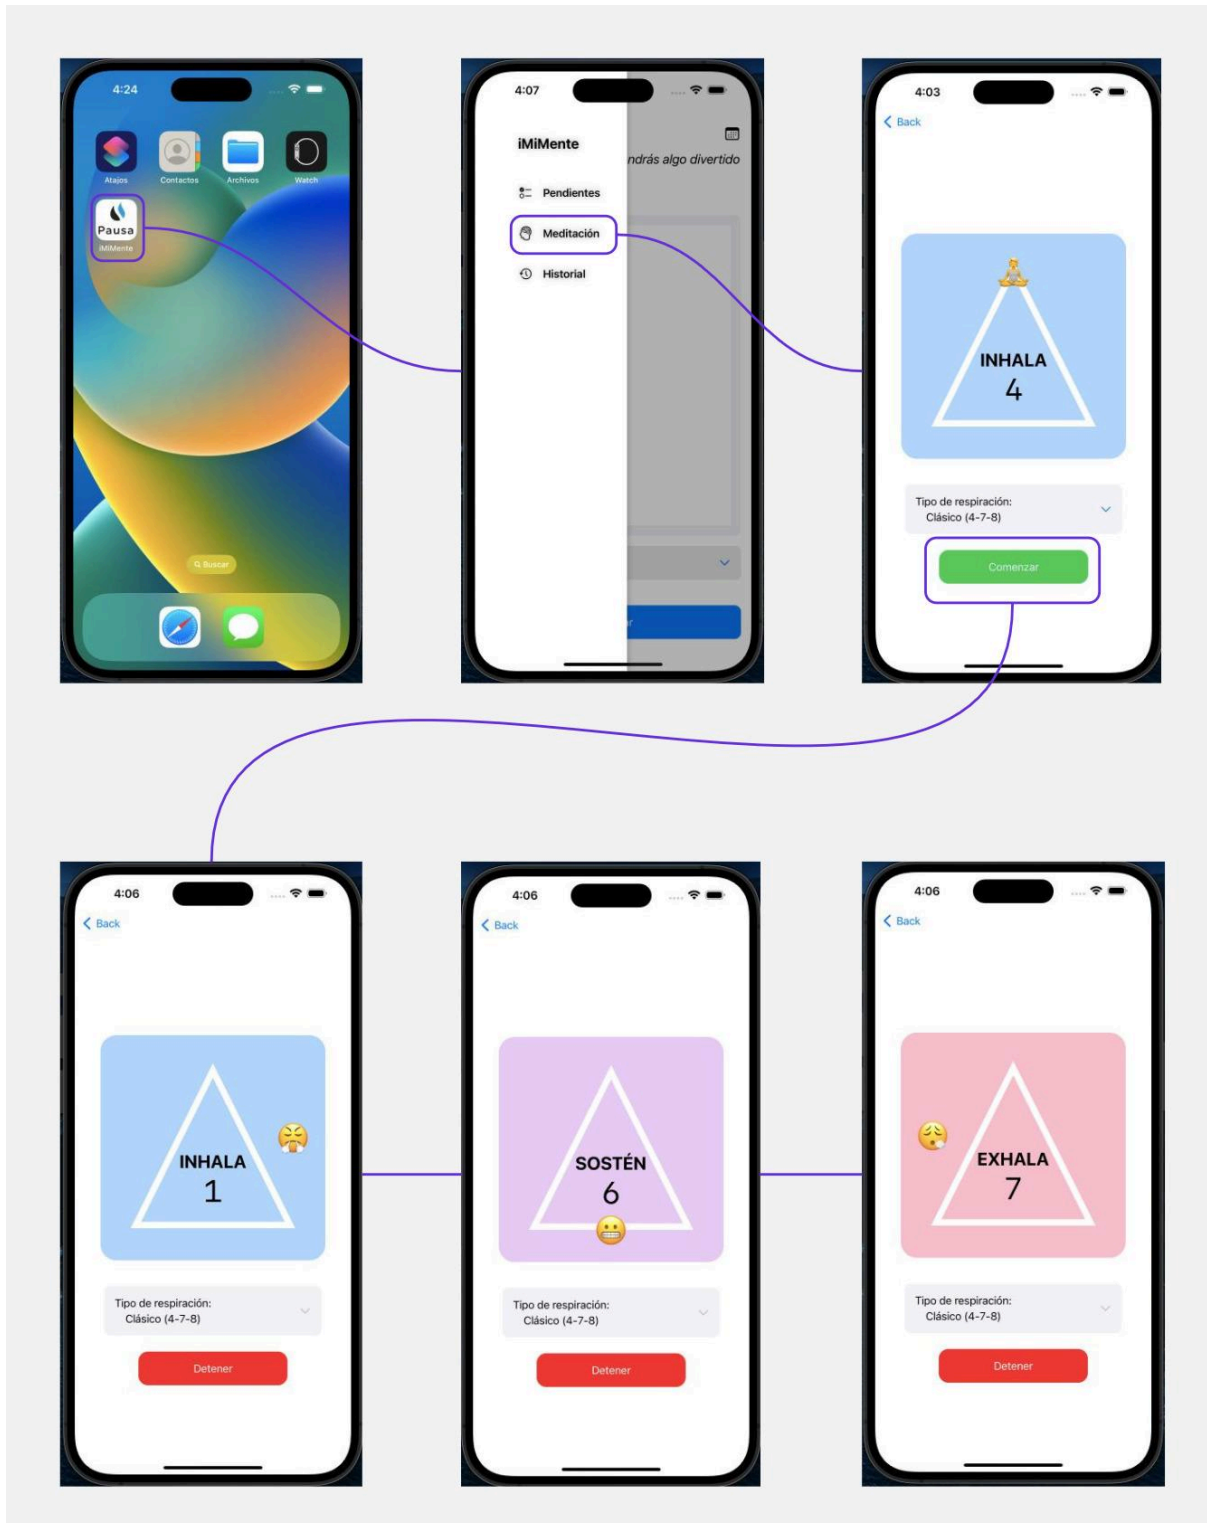 4:24
Atajos
Contactos
Archivos
Watch
Pausa
iMiMente
Buscar
4:07
iMiMente
ndrás algo divertido
Pendientes
Meditación
Historial
r
4:03
Back
INHALA
4
Tipo de respiración:
Clásico (4-7-8)
Comenzar
4:06
Back
INHALA
1
Tipo de respiración:
Clásico (4-7-8)
Detener
4:06
Back
SOSTÉN
6
Tipo de respiración:
Clásico (4-7-8)
Detener
4:06
Back
EXHALA
7
Tipo de respiración:
Clásico (4-7-8)
Detener